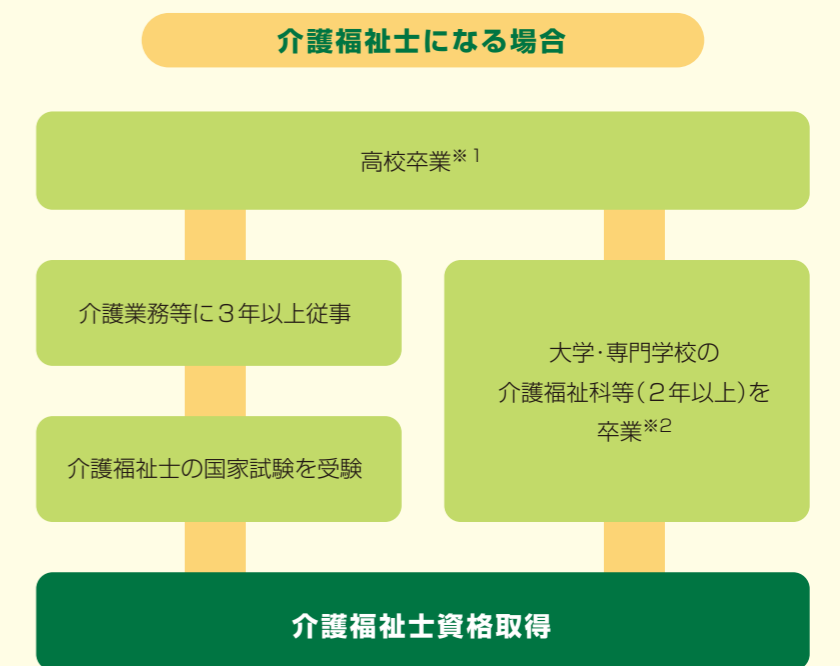 介護福祉士になる場合
高校卒業※1
介護業務等に3年以上従事
介護福祉士の国家試験を受験
大学・専門学校の
介護福祉科等(2年以上)を
卒業※2
介護福祉士資格取得